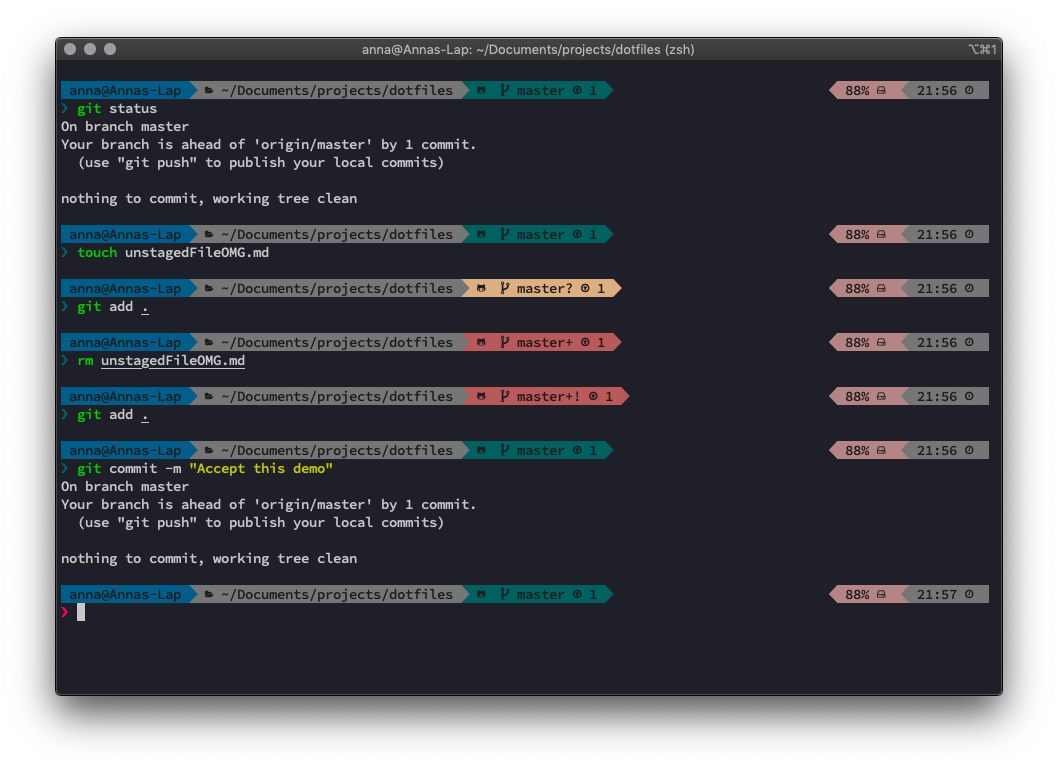 anna@Annas-Lap: ~/Documents/projects/dotfiles (zsh) ⌥⌘1
anna@Annas-Lap ~/Documents/projects/dotfiles master 1 88% 21:56
❯ git status
On branch master
Your branch is ahead of 'origin/master' by 1 commit.
(use "git push" to publish your local commits)
nothing to commit, working tree clean
anna@Annas-Lap ~/Documents/projects/dotfiles master 1 88% 21:56
❯ touch unstagedFileOMG.md
anna@Annas-Lap ~/Documents/projects/dotfiles master? 1 88% 21:56
❯ git add .
anna@Annas-Lap ~/Documents/projects/dotfiles master+ 1 88% 21:56
❯ rm unstagedFileOMG.md
anna@Annas-Lap ~/Documents/projects/dotfiles master+! 1 88% 21:56
❯ git add .
anna@Annas-Lap ~/Documents/projects/dotfiles master 1 88% 21:56
❯ git commit -m "Accept this demo"
On branch master
Your branch is ahead of 'origin/master' by 1 commit.
(use "git push" to publish your local commits)
nothing to commit, working tree clean
anna@Annas-Lap ~/Documents/projects/dotfiles master 1 88% 21:57
❯